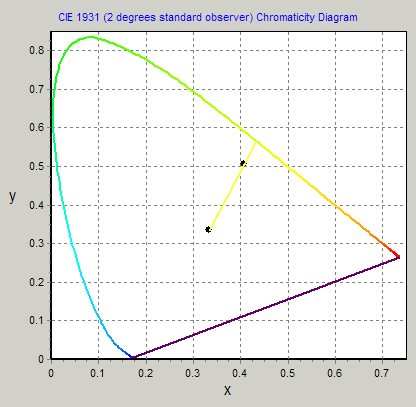 CIE 1931 (2 degrees standard observer) Chromaticity Diagram
0.8
0.7
0.6
y
0.5
0.4
0.3
0.2
0.1
0
0 0.1 0.2 0.3 0.4 0.5 0.6 0.7
x